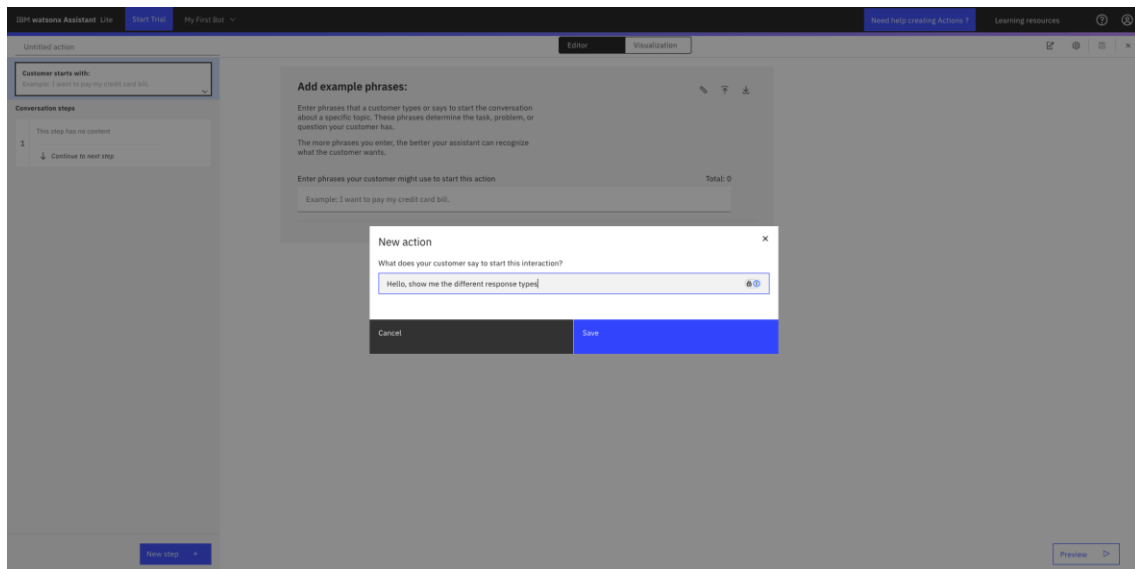 IBM watsonx Assistant Lite
Start Trial
My First Bot
Need help creating Actions ?
Learning resources
Untitled action
Editor
Visualization
Customer starts with:
Example: I want to pay my credit card bill.
Conversation steps
1
This step has no content
Continue to next step
Add example phrases:
Enter phrases that a customer types or says to start the conversation
about a specific topic. These phrases determine the task, problem, or
question your customer has.
The more phrases you enter, the better your assistant can recognize
what the customer wants.
Enter phrases your customer might use to start this action
Total: 0
Example: I want to pay my credit card bill.
New action
What does your customer say to start this interaction?
Hello, show me the different response types
Cancel
Save
New step +
Preview